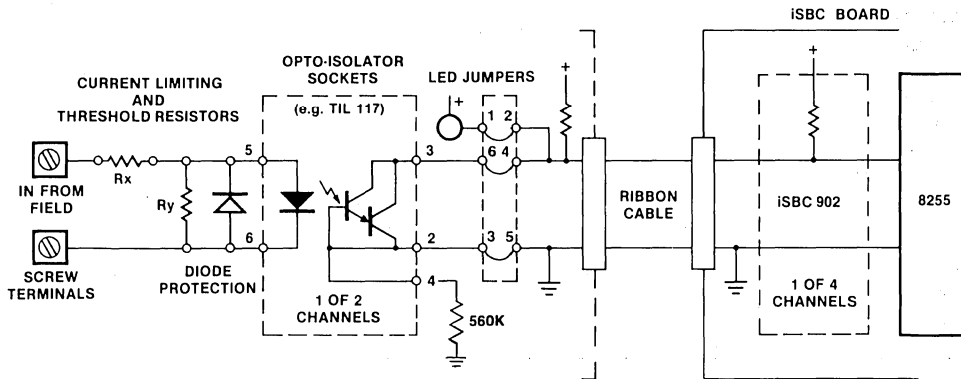 iSBC BOARD
OPTO-ISOLATOR
SOCKETS
(e.g. TIL 117)
LED JUMPERS
+
+
+
CURRENT LIMITING
AND
THRESHOLD RESISTORS
1 2
5
3
6 4
IN FROM
FIELD
Rx
Ry
RIBBON
CABLE
iSBC 902
8255
6
2
3 5
SCREW
TERMINALS
DIODE
PROTECTION
4
1 OF 2
CHANNELS
560K
1 OF 4
CHANNELS